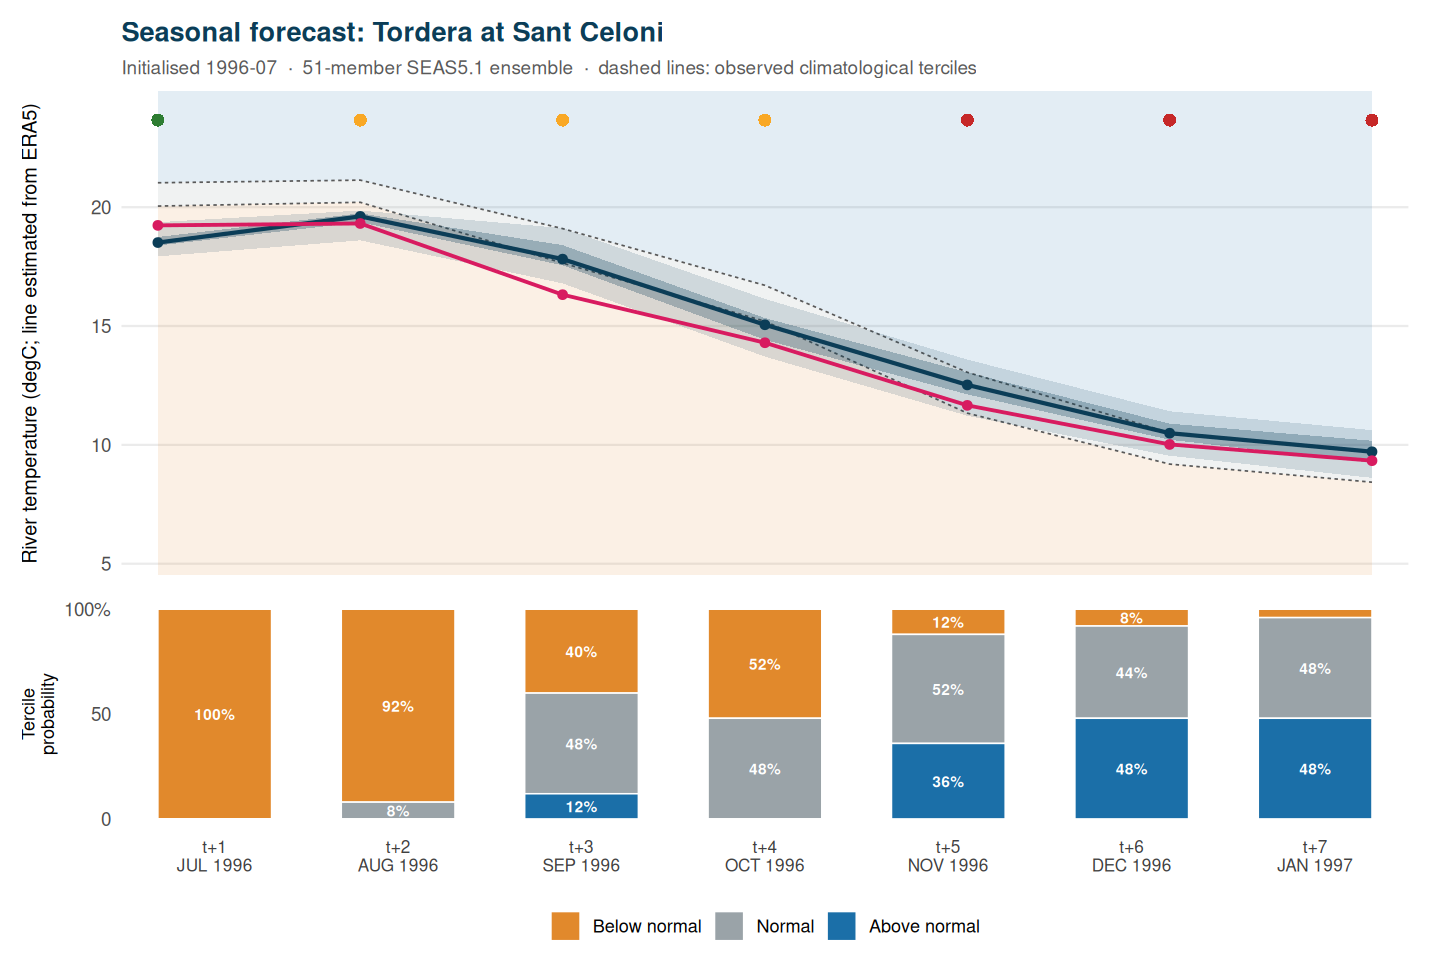 Seasonal forecast: Tordera at Sant Celoni
Initialised 1996-07 · 51-member SEAS5.1 ensemble · dashed lines: observed climatological terciles
River temperature (degC; line estimated from ERA5)
20
15
10
5
Tercile
probability
100%
50
0
100%
92%
8%
40%
48%
12%
52%
48%
12%
52%
36%
8%
44%
48%
48%
48%
t+1
JUL 1996
t+2
AUG 1996
t+3
SEP 1996
t+4
OCT 1996
t+5
NOV 1996
t+6
DEC 1996
t+7
JAN 1997
Below normal
Normal
Above normal